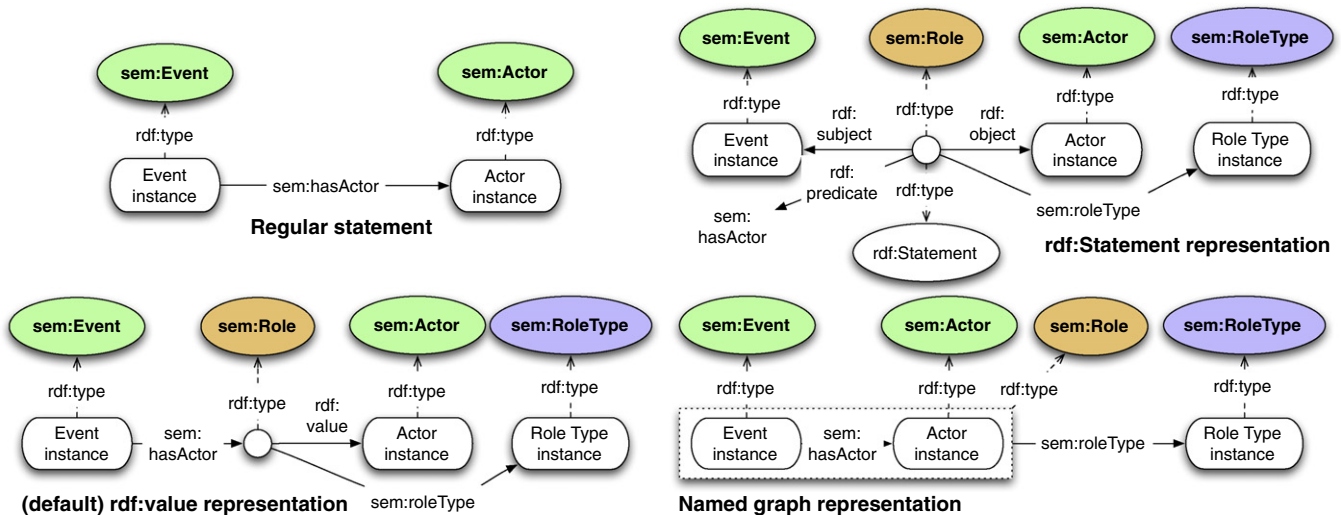 sem:Event
sem:Actor
rdf:type
rdf:type
Event
instance
sem:hasActor
Actor
instance
Regular statement
sem:Event
sem:Role
sem:Actor
sem:RoleType
rdf:type
rdf:type
rdf:type
rdf:type
Event
instance
rdf:
subject
rdf:
object
Actor
instance
Role Type
instance
rdf:
predicate
rdf:type
sem:
hasActor
sem:roleType
rdf:Statement
rdf:Statement representation
sem:Event
sem:Role
sem:Actor
sem:RoleType
rdf:type
rdf:type
rdf:type
rdf:type
Event
instance
sem:
hasActor
rdf:
value
Actor
instance
Role Type
instance
sem:roleType
(default) rdf:value representation
sem:Event
sem:Actor
sem:Role
sem:RoleType
rdf:type
rdf:type
rdf:type
rdf:type
Event
instance
sem:
hasActor
Actor
instance
sem:roleType
Role Type
instance
Named graph representation